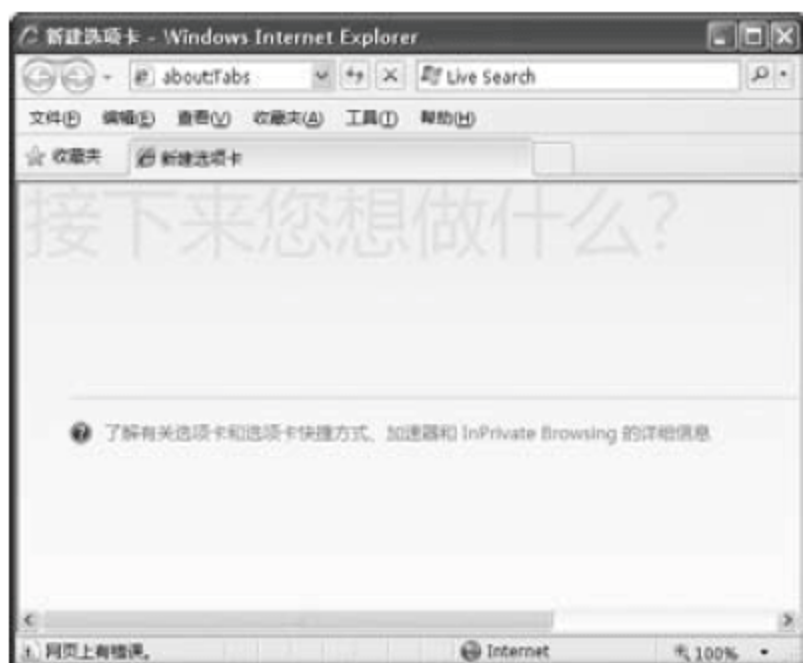 新建选项卡 - Windows Internet Explorer
about:Tabs Live Search
文件(F) 编辑(E) 查看(V) 收藏夹(A) 工具(T) 帮助(H)
收藏夹 新建选项卡
接下来您想做什么?
了解有关选项卡和选项卡快捷方式、加速器和 InPrivate Browsing 的详细信息
网页上有错误。 Internet 100%